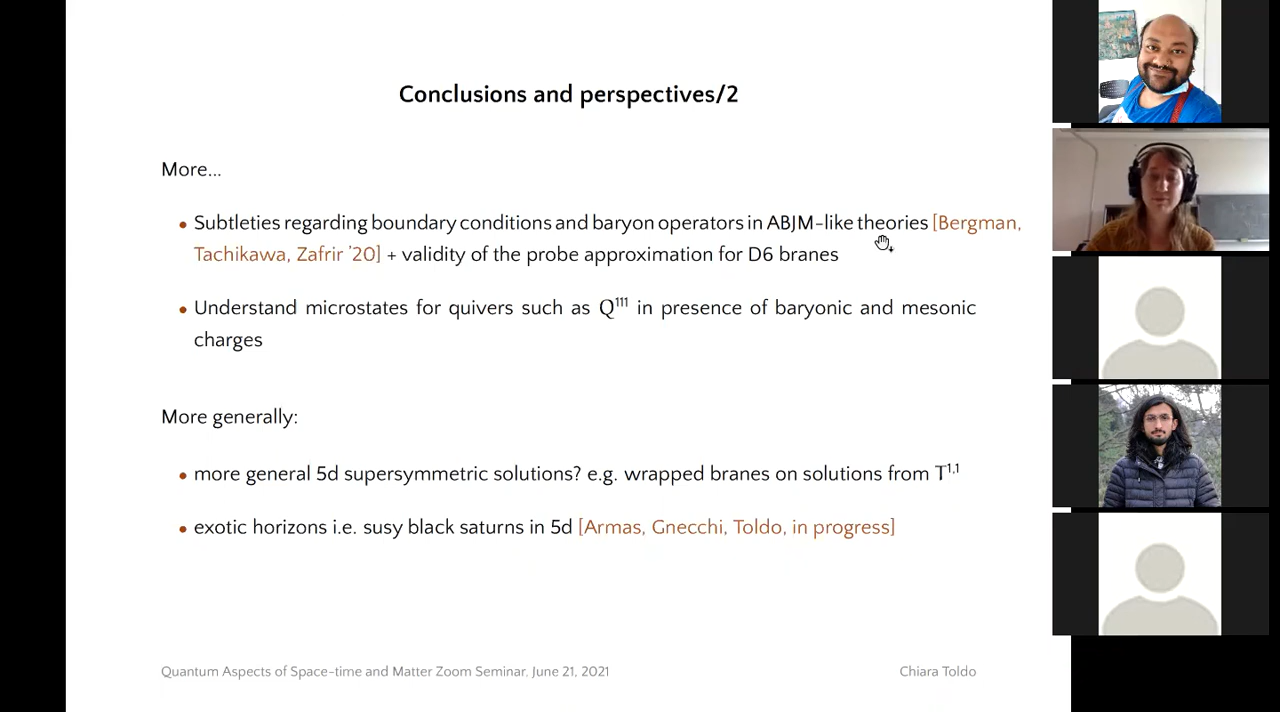 Conclusions and perspectives/2
More...
• Subtleties regarding boundary conditions and baryon operators in ABJM-like theories [Bergman,
Tachikawa, Zafrir '20] + validity of the probe approximation for D6 branes
• Understand microstates for quivers such as Q¹¹¹ in presence of baryonic and mesonic
charges
More generally:
• more general 5d supersymmetric solutions? e.g. wrapped branes on solutions from T¹,¹
• exotic horizons i.e. susy black saturns in 5d [Armas, Gnecchi, Toldo, in progress]
Quantum Aspects of Space-time and Matter Zoom Seminar, June 21, 2021
Chiara Toldo